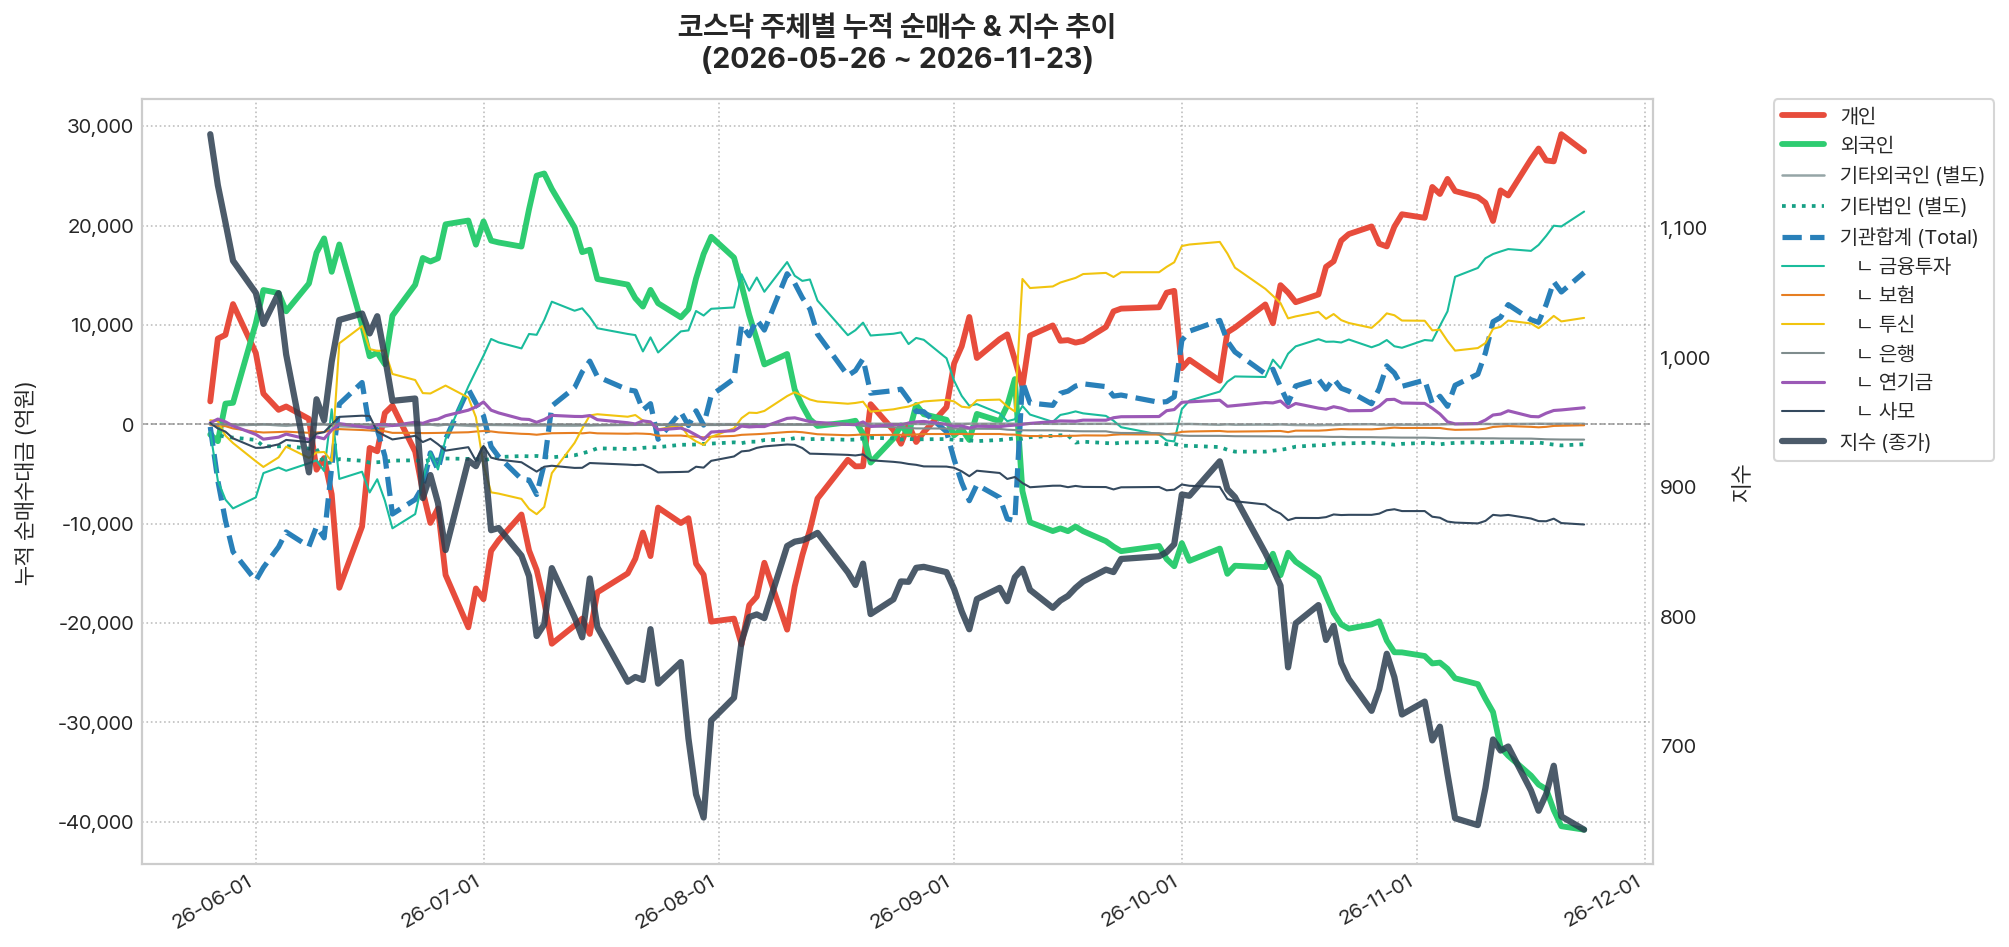 코스닥 주체별 누적 순매수 & 지수 추이
(2026-05-26 ~ 2026-11-23)
누적 순매수대금 (억원)
30,000
20,000
10,000
0
-10,000
-20,000
-30,000
-40,000
1,100
1,000
900
800
700
지수
26-06-01
26-07-01
26-08-01
26-09-01
26-10-01
26-11-01
26-12-01
개인
외국인
기타외국인 (별도)
기타법인 (별도)
기관합계 (Total)
ㄴ 금융투자
ㄴ 보험
ㄴ 투신
ㄴ 은행
ㄴ 연기금
ㄴ 사모
지수 (종가)